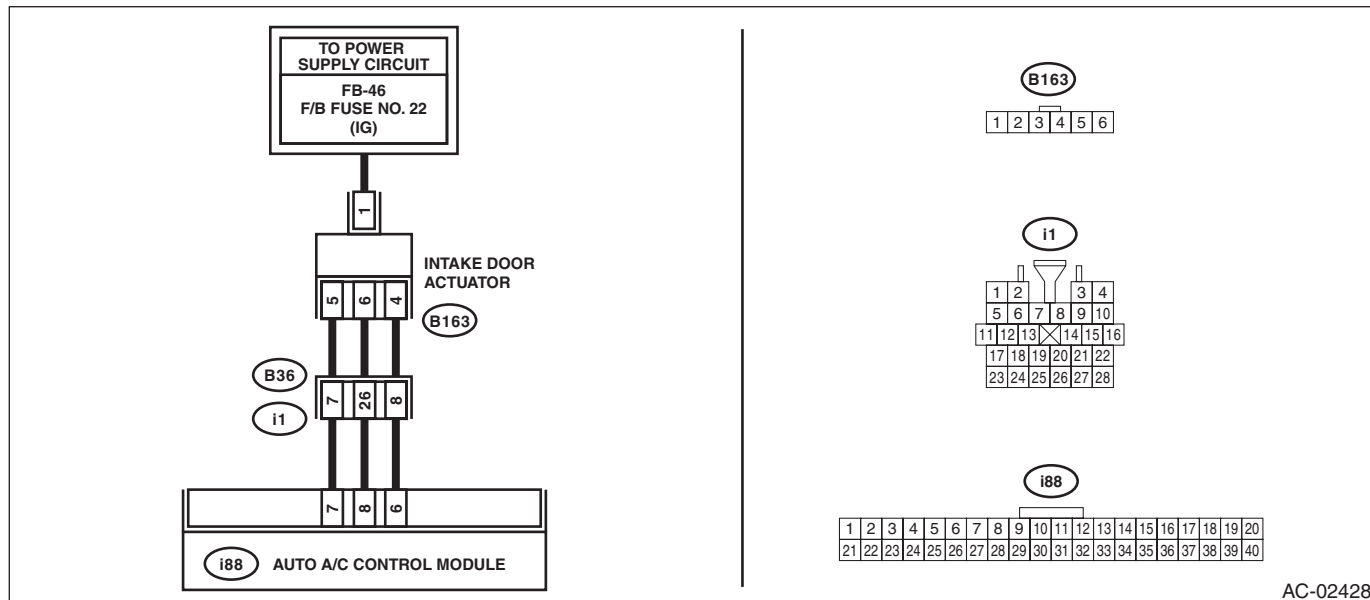 TO POWER
SUPPLY CIRCUIT
FB-46
F/B FUSE NO. 22
(IG)
1
INTAKE DOOR
ACTUATOR
5 6 4
B163
B36
7 26 8
i1
7 8 6
i88 AUTO A/C CONTROL MODULE
B163
1 2 3 4 5 6
i1
1 2 3 4
5 6 7 8 9 10
11 12 13 14 15 16
17 18 19 20 21 22
23 24 25 26 27 28
i88
1 2 3 4 5 6 7 8 9 10 11 12 13 14 15 16 17 18 19 20
21 22 23 24 25 26 27 28 29 30 31 32 33 34 35 36 37 38 39 40
AC-02428